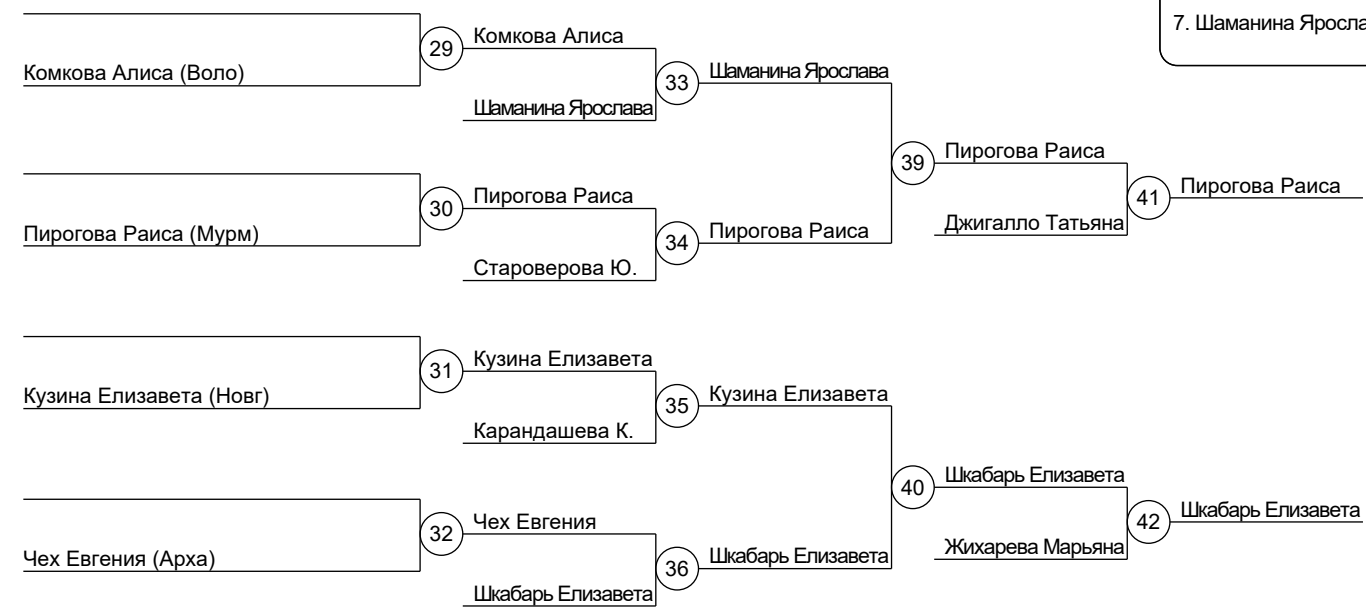 7. Шаманина Яросла
29
Комкова Алиса
Комкова Алиса (Воло)
33
Шаманина Ярослава
Шаманина Ярослава
39
Пирогова Раиса
30
Пирогова Раиса
41
Пирогова Раиса
Пирогова Раиса (Мурм)
34
Пирогова Раиса
Джигалло Татьяна
Староверова Ю.
31
Кузина Елизавета
Кузина Елизавета (Новг)
35
Кузина Елизавета
Карандашева К.
40
Шкабарь Елизавета
32
Чех Евгения
42
Шкабарь Елизавета
Чех Евгения (Арха)
36
Шкабарь Елизавета
Жихарева Марьяна
Шкабарь Елизавета